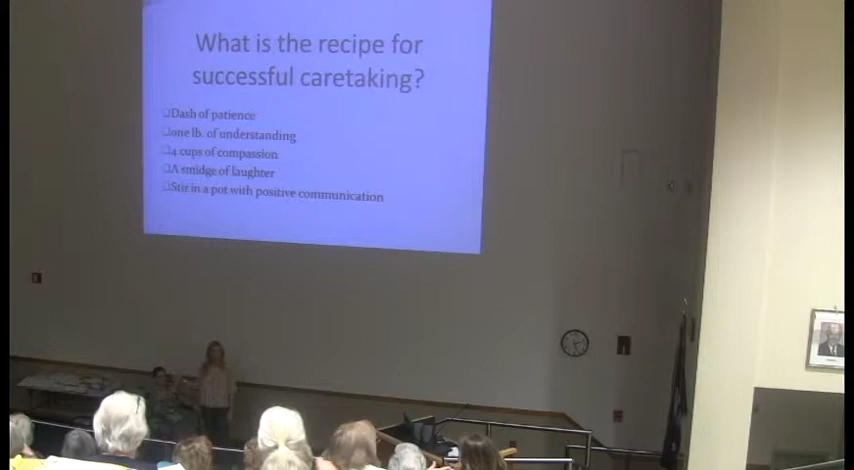 What is the recipe for
successful caretaking?
Dash of patience
one lb. of understanding
4 cups of compassion
A smidge of laughter
Stir in a pot with positive communication